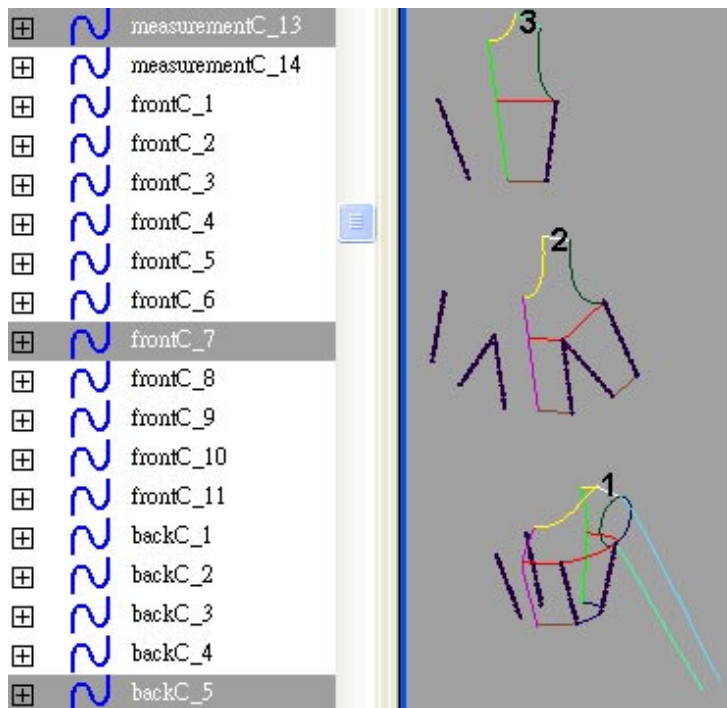 measurementC_13
measurementC_14
frontC_1
frontC_2
frontC_3
frontC_4
frontC_5
frontC_6
frontC_7
frontC_8
frontC_9
frontC_10
frontC_11
backC_1
backC_2
backC_3
backC_4
backC_5
3
2
1